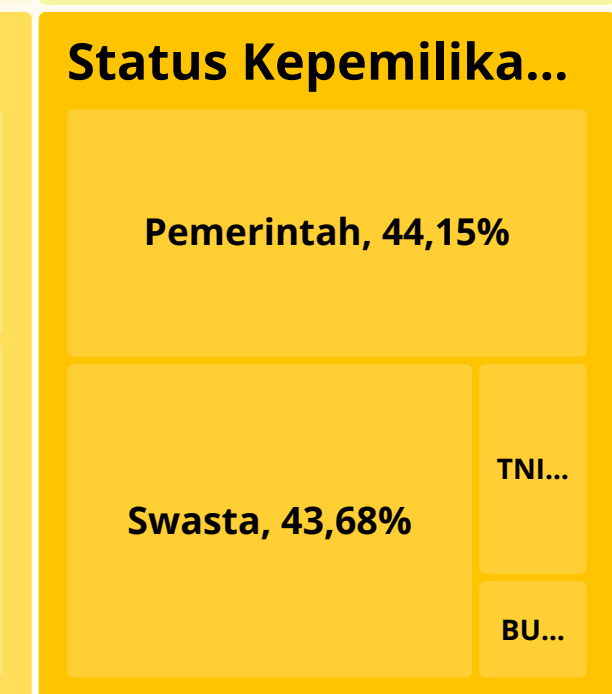 Status Kepemilika...
Pemerintah, 44,15%
Swasta, 43,68%
TNI...
BU...